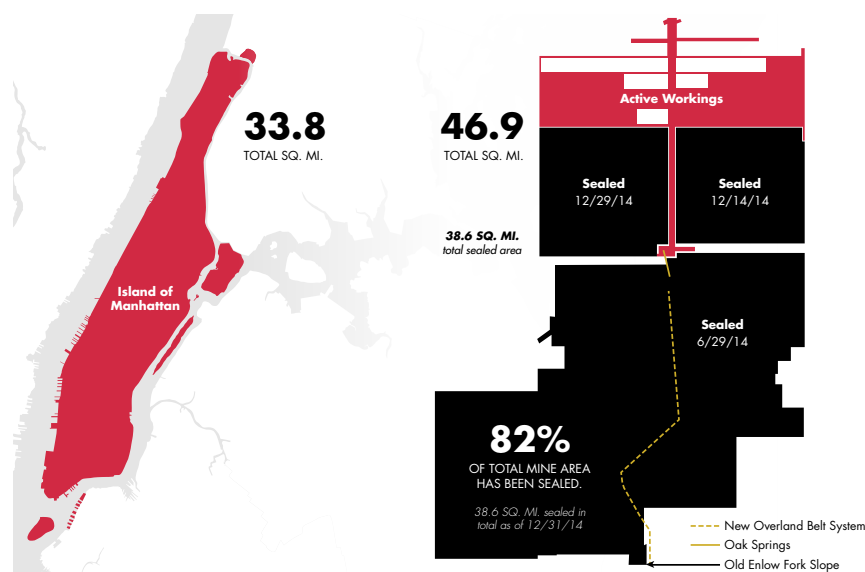 33.8
TOTAL SQ. MI.
Island of
Manhattan
46.9
TOTAL SQ. MI.
Active Workings
Sealed
12/29/14
Sealed
12/14/14
38.6 SQ. MI.
total sealed area
Sealed
6/29/14
82%
OF TOTAL MINE AREA
HAS BEEN SEALED.
38.6 SQ. MI. sealed in
total as of 12/31/14
New Overland Belt System
Oak Springs
Old Enlow Fork Slope